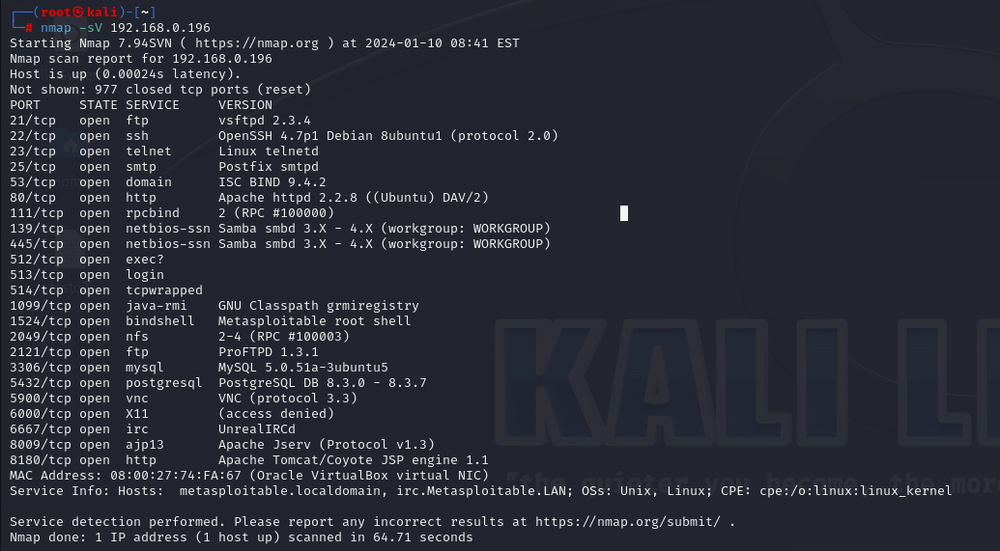 ┌──(root㉿kali)-[~]
└─# nmap -sV 192.168.0.196
Starting Nmap 7.94SVN ( https://nmap.org ) at 2024-01-10 08:41 EST
Nmap scan report for 192.168.0.196
Host is up (0.00024s latency).
Not shown: 977 closed tcp ports (reset)
PORT     STATE SERVICE     VERSION
21/tcp   open  ftp         vsftpd 2.3.4
22/tcp   open  ssh         OpenSSH 4.7p1 Debian 8ubuntu1 (protocol 2.0)
23/tcp   open  telnet      Linux telnetd
25/tcp   open  smtp        Postfix smtpd
53/tcp   open  domain      ISC BIND 9.4.2
80/tcp   open  http        Apache httpd 2.2.8 ((Ubuntu) DAV/2)
111/tcp  open  rpcbind     2 (RPC #100000)
139/tcp  open  netbios-ssn Samba smbd 3.X - 4.X (workgroup: WORKGROUP)
445/tcp  open  netbios-ssn Samba smbd 3.X - 4.X (workgroup: WORKGROUP)
512/tcp  open  exec?
513/tcp  open  login
514/tcp  open  tcpwrapped
1099/tcp open  java-rmi    GNU Classpath grmiregistry
1524/tcp open  bindshell   Metasploitable root shell
2049/tcp open  nfs         2-4 (RPC #100003)
2121/tcp open  ftp         ProFTPD 1.3.1
3306/tcp open  mysql       MySQL 5.0.51a-3ubuntu5
5432/tcp open  postgresql  PostgreSQL DB 8.3.0 - 8.3.7
5900/tcp open  vnc         VNC (protocol 3.3)
6000/tcp open  X11         (access denied)
6667/tcp open  irc         UnrealIRCd
8009/tcp open  ajp13       Apache Jserv (Protocol v1.3)
8180/tcp open  http        Apache Tomcat/Coyote JSP engine 1.1
MAC Address: 08:00:27:74:FA:67 (Oracle VirtualBox virtual NIC)
Service Info: Hosts:  metasploitable.localdomain, irc.Metasploitable.LAN; OSs: Unix, Linux; CPE: cpe:/o:linux:linux_kernel

Service detection performed. Please report any incorrect results at https://nmap.org/submit/ .
Nmap done: 1 IP address (1 host up) scanned in 64.71 seconds
KALI LI
"the quieter you become, the mor